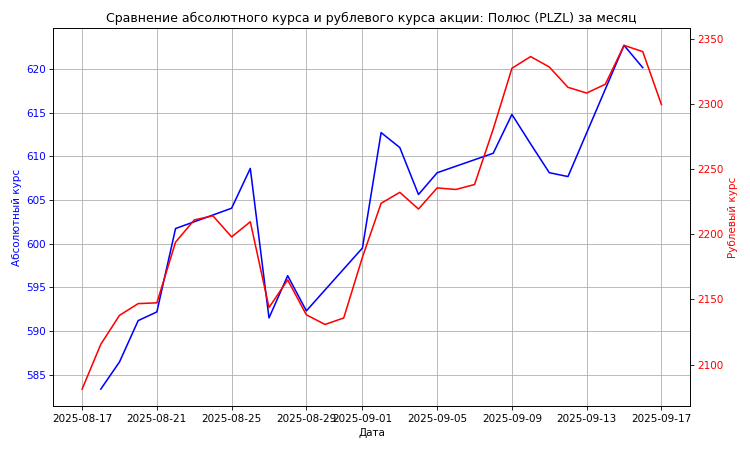 Сравнение абсолютного курса и рублевого курса акции: Полюс (PLZL) за месяц
Абсолютный курс
620
615
610
605
600
595
590
585
2350
2300
2250
2200
2150
2100
Рублевый курс
2025-08-17 2025-08-21 2025-08-25 2025-08-29 2025-09-01 2025-09-05 2025-09-09 2025-09-13 2025-09-17
Дата